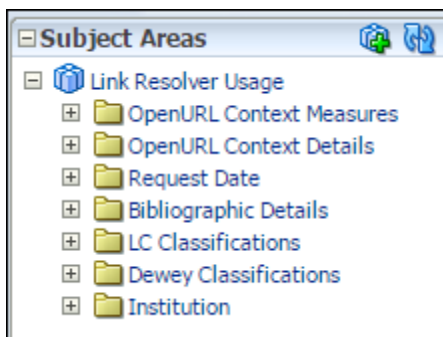 Subject Areas
Link Resolver Usage
OpenURL Context Measures
OpenURL Context Details
Request Date
Bibliographic Details
LC Classifications
Dewey Classifications
Institution